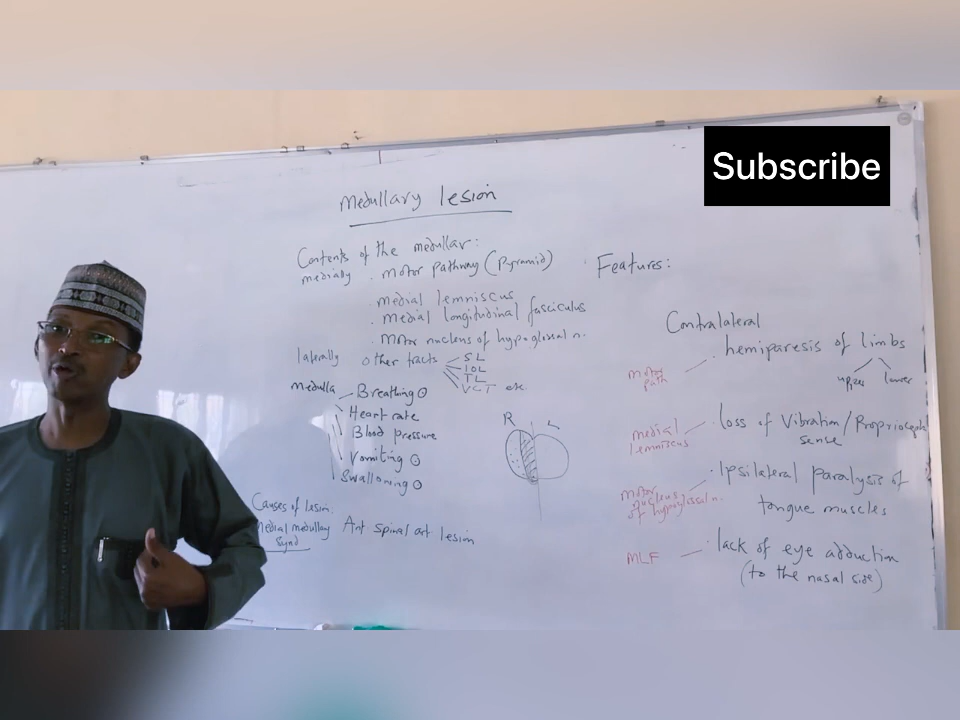 Subscribe
Medullary lesion
Contents of the medullar:
medially . Motor pathway (Pyramid)
. Medial lemniscus
. Medial longitudinal fasciculus
. Motor nucleus of hypoglossal n.
laterally other tracts SL
IOL
TL
VCT etc
medulla Breathing
Heart rate
Blood pressure
Vomiting
Swallowing
R L
Causes of lesion:
Medial medullary Ant spinal art lesion
Synd
Features:
Contralateral
. hemiparesis of limbs
upper lower
motor
path
. loss of Vibration/Propriocepti
sense
medial
lemniscus
. Ipsilateral paralysis of
tongue muscles
motor
nucleus
of hypoglossal n.
. lack of eye adduction
(to the nasal side)
MLF